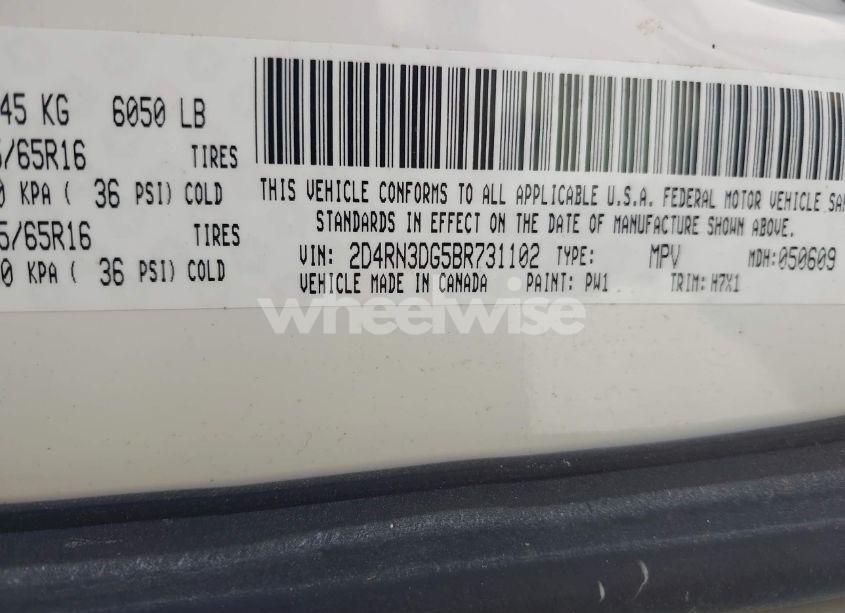 45 KG 6050 LB
/65R16 TIRES
0 KPA ( 36 PSI) COLD
5/65R16 TIRES
0 KPA ( 36 PSI) COLD
THIS VEHICLE CONFORMS TO ALL APPLICABLE U.S.A. FEDERAL MOTOR VEHICLE SA
STANDARDS IN EFFECT ON THE DATE OF MANUFACTURE SHOWN ABOVE.
VIN: 2D4RN3DG5BR731102 TYPE: MPV MDH:050609
VEHICLE MADE IN CANADA PAINT: PW1 TRIM: H7X1
wheelwise